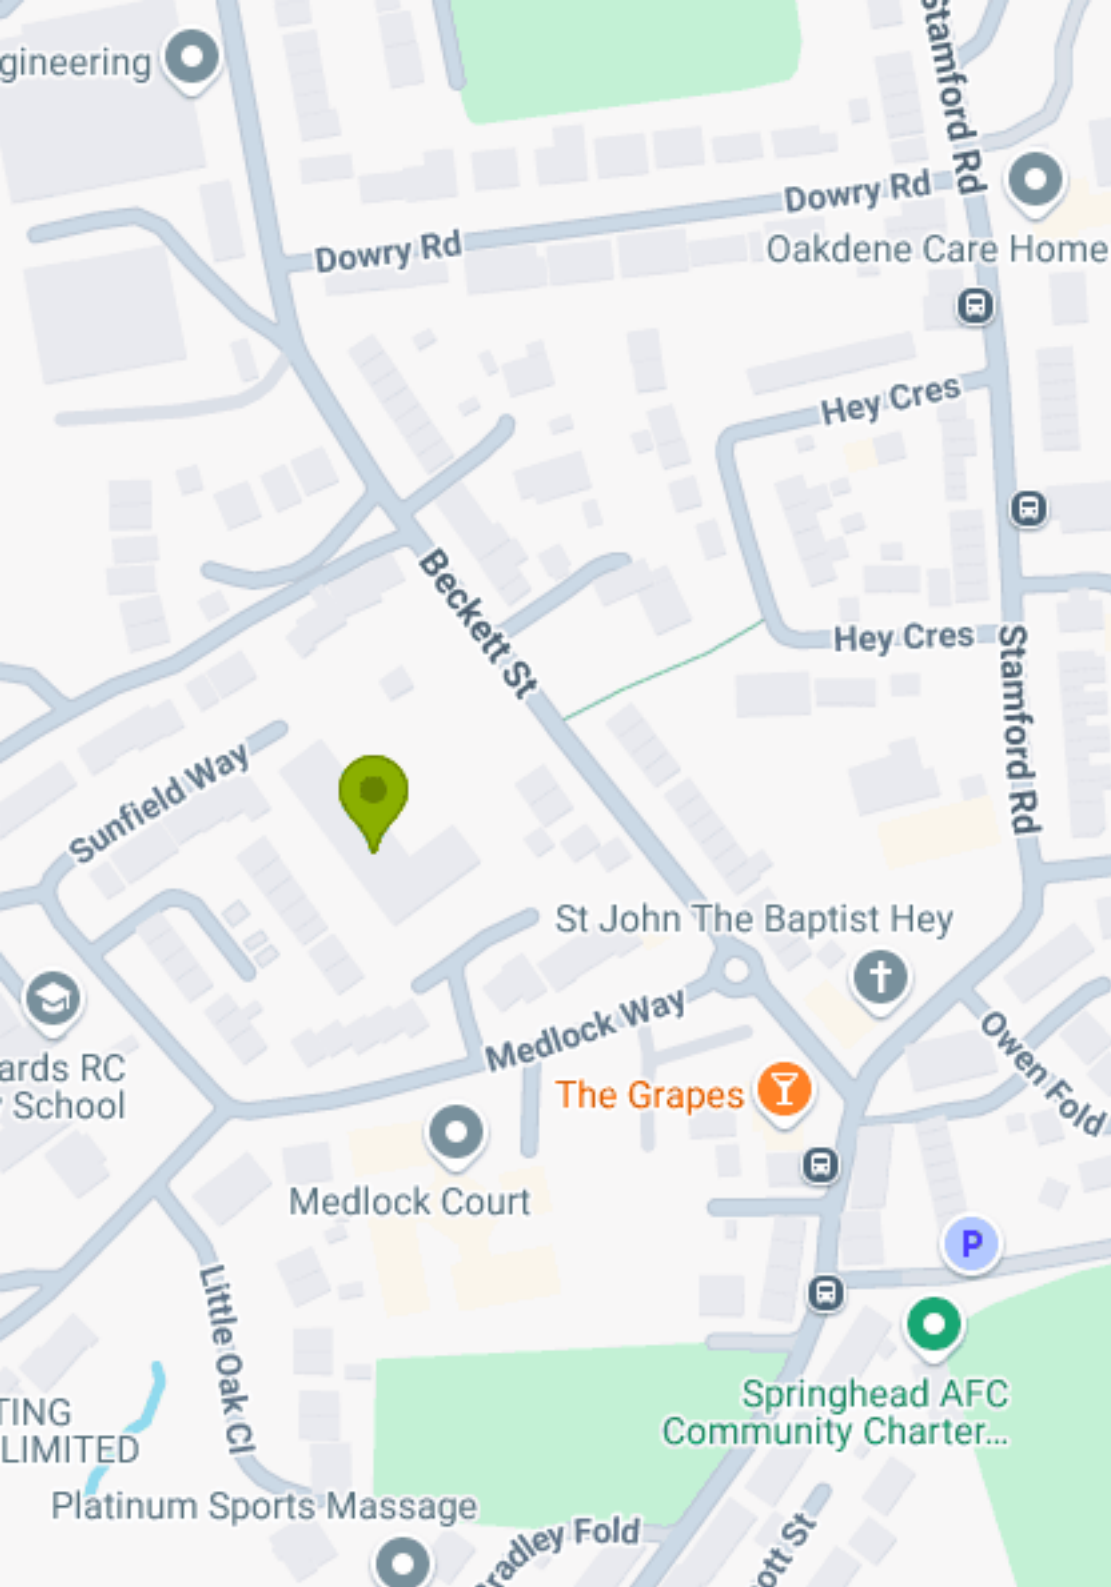 gineering
Stamford Rd
Dowry Rd
Dowry Rd
Oakdene Care Home
Hey Cres
Beckett St
Hey Cres
Stamford Rd
Sunfield Way
St John The Baptist Hey
Medlock Way
Owen Fold
ards RC
School
The Grapes
Medlock Court
P
Little Oak Cl
TING
LIMITED
Springhead AFC
Community Charter...
Platinum Sports Massage
radley Fold
ott St